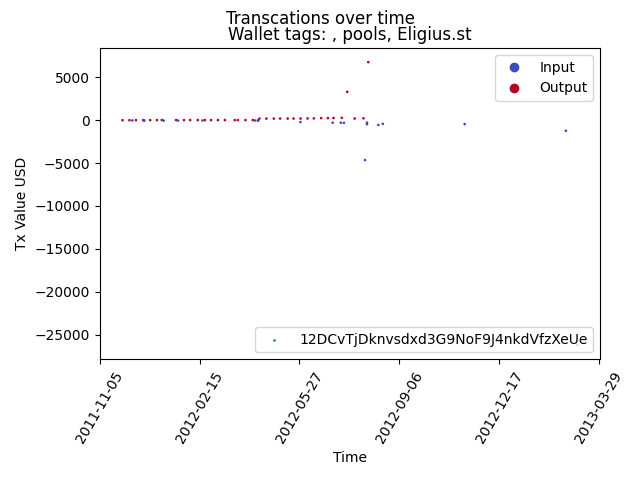 Transcations over time
Wallet tags: , pools, Eligius.st
Input
Output
5000
0
−5000
−10000
−15000
−20000
−25000
Tx Value USD
12DCvTjDknvsdxd3G9NoF9J4nkdVfzXeUe
2011-11-05
2012-02-15
2012-05-27
2012-09-06
2012-12-17
2013-03-29
Time